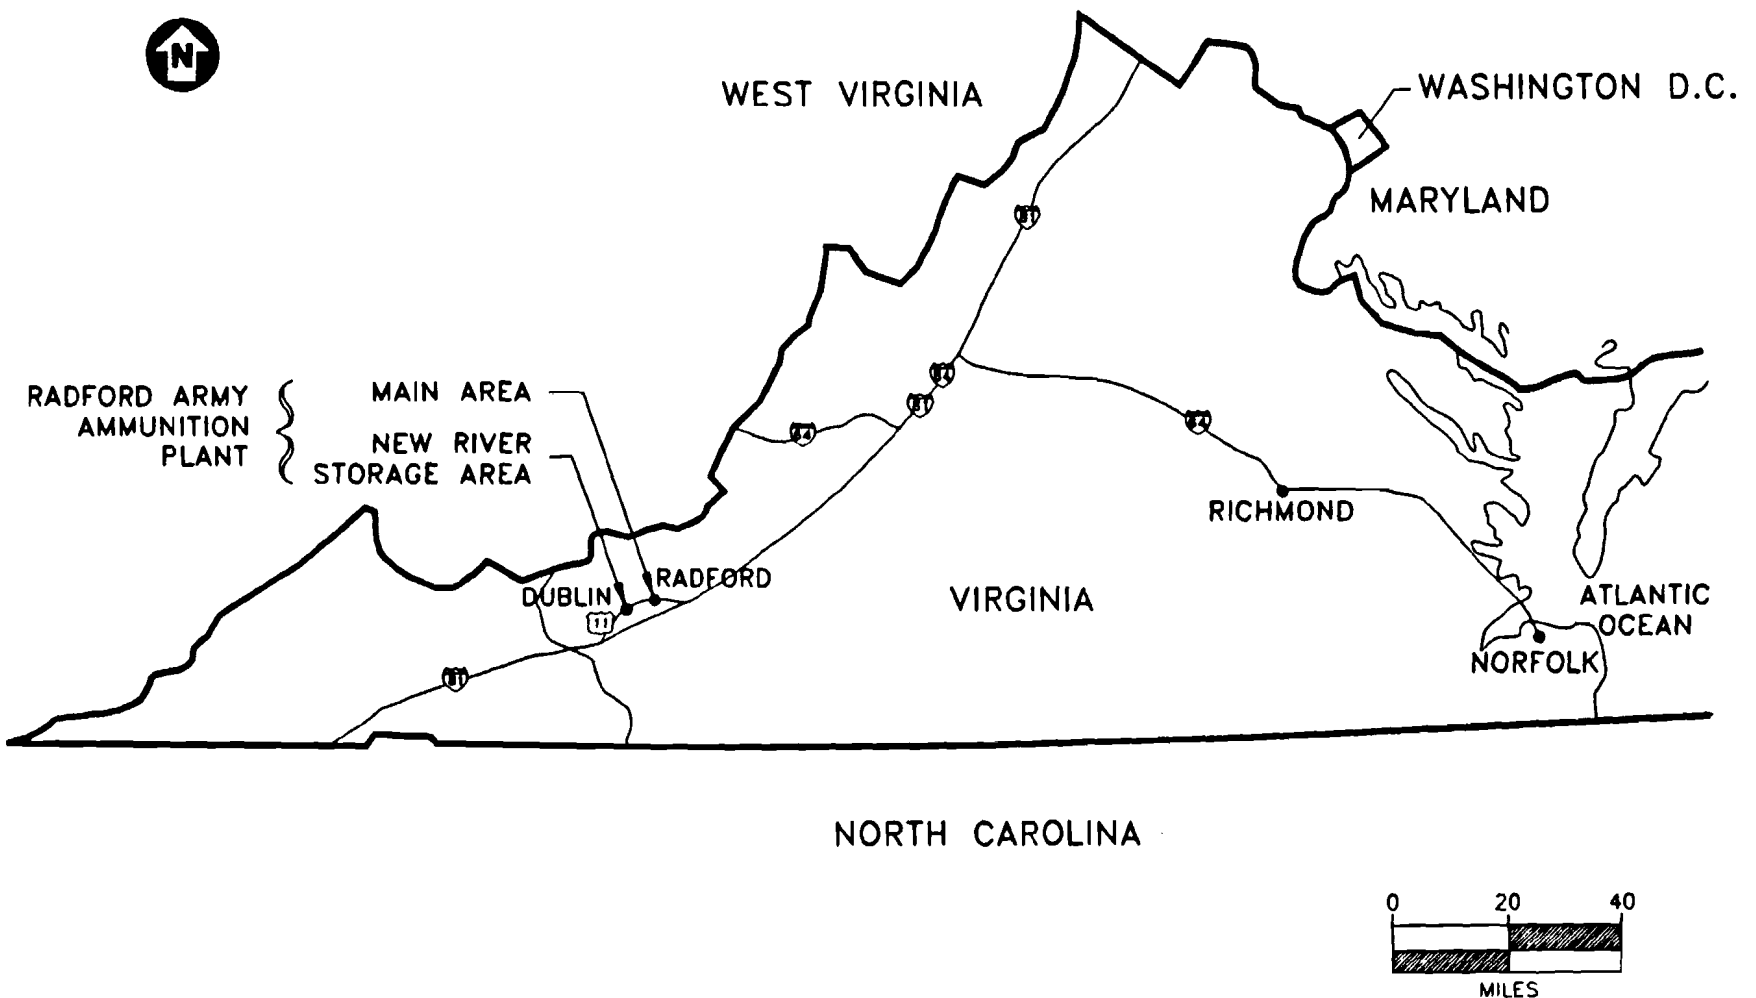 N
WEST VIRGINIA
WASHINGTON D.C.
MARYLAND
81
RADFORD ARMY
AMMUNITION
PLANT
MAIN AREA
NEW RIVER
STORAGE AREA
64
81
64
64
RICHMOND
RADFORD
DUBLIN
11
VIRGINIA
ATLANTIC
OCEAN
NORFOLK
81
NORTH CAROLINA
0 20 40
MILES